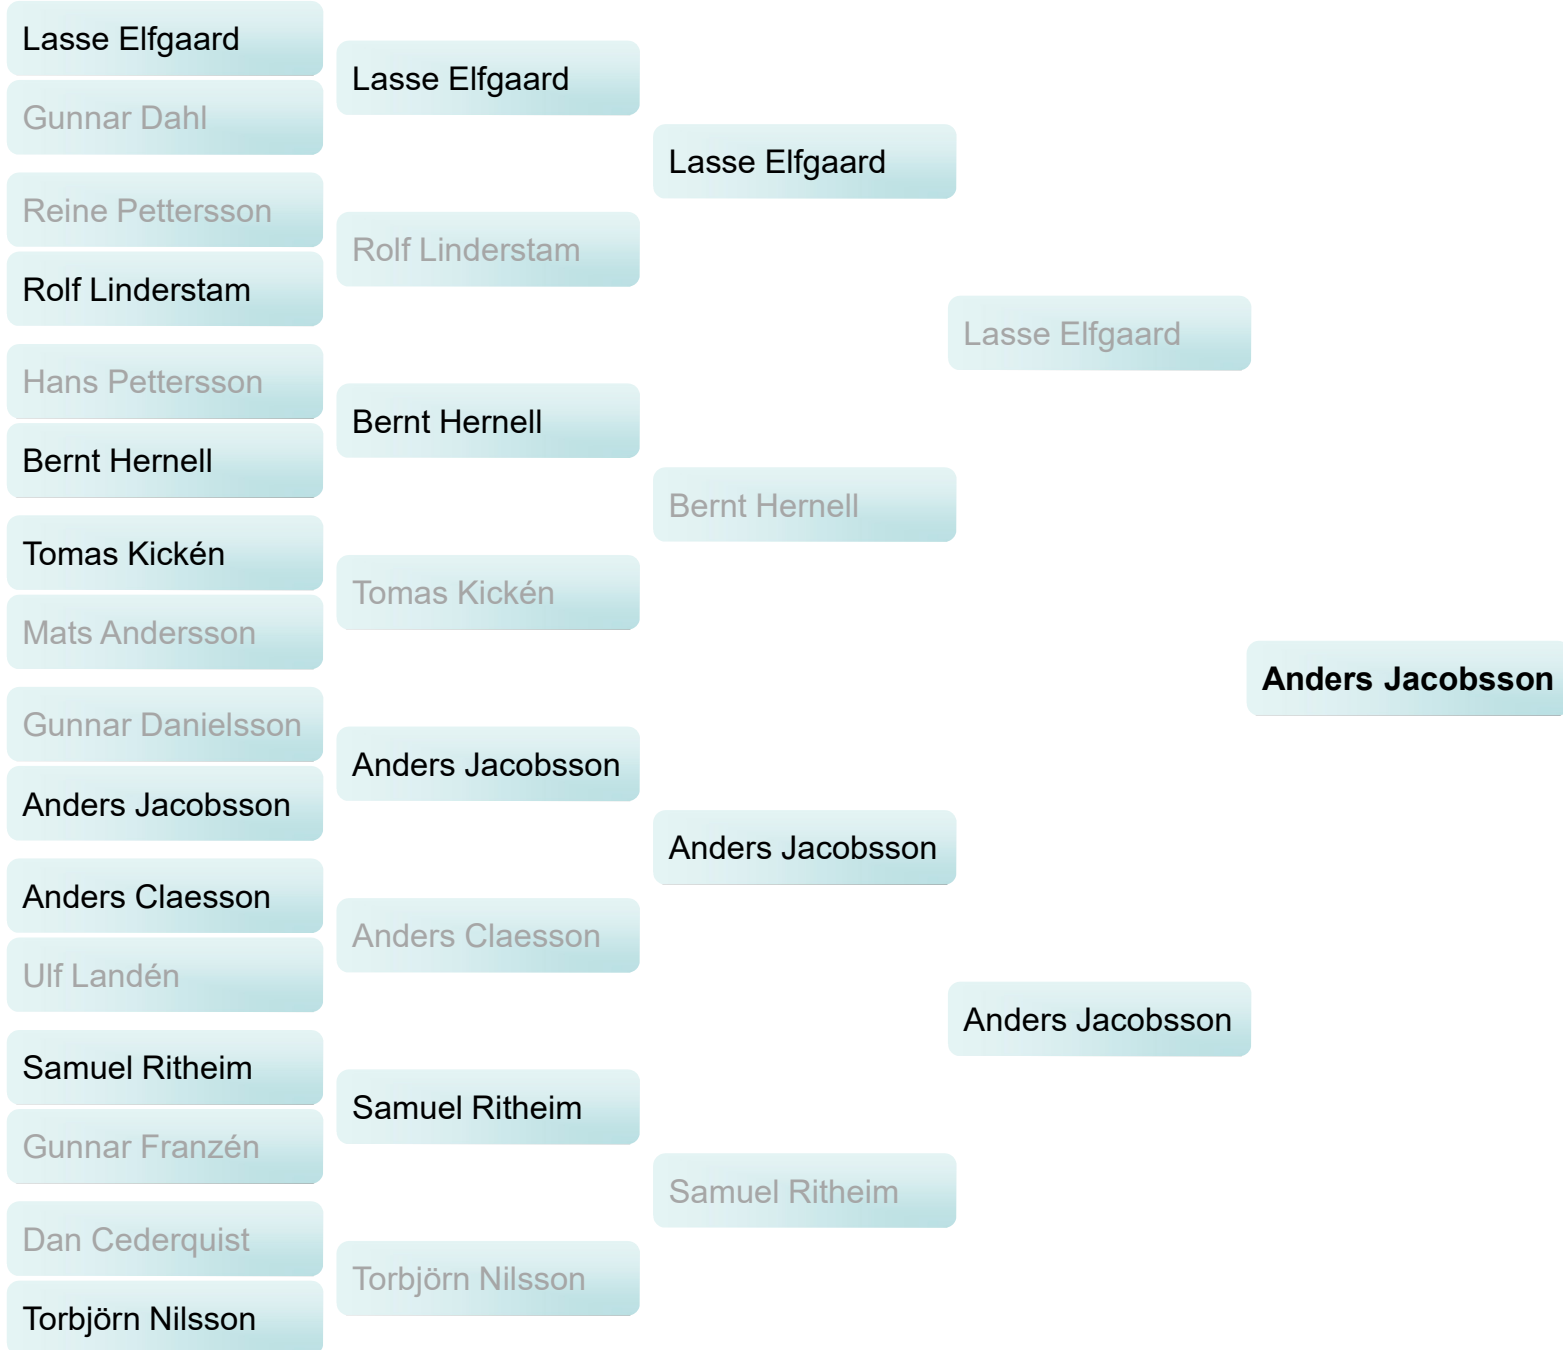 Lasse Elfgaard
Gunnar Dahl
Reine Pettersson
Rolf Linderstam
Hans Pettersson
Bernt Hernell
Tomas Kickén
Mats Andersson
Gunnar Danielsson
Anders Jacobsson
Anders Claesson
Ulf Landén
Samuel Ritheim
Gunnar Franzén
Dan Cederquist
Torbjörn Nilsson
Lasse Elfgaard
Rolf Linderstam
Bernt Hernell
Tomas Kickén
Anders Jacobsson
Anders Claesson
Samuel Ritheim
Torbjörn Nilsson
Lasse Elfgaard
Bernt Hernell
Anders Jacobsson
Samuel Ritheim
Lasse Elfgaard
Anders Jacobsson
Anders Jacobsson